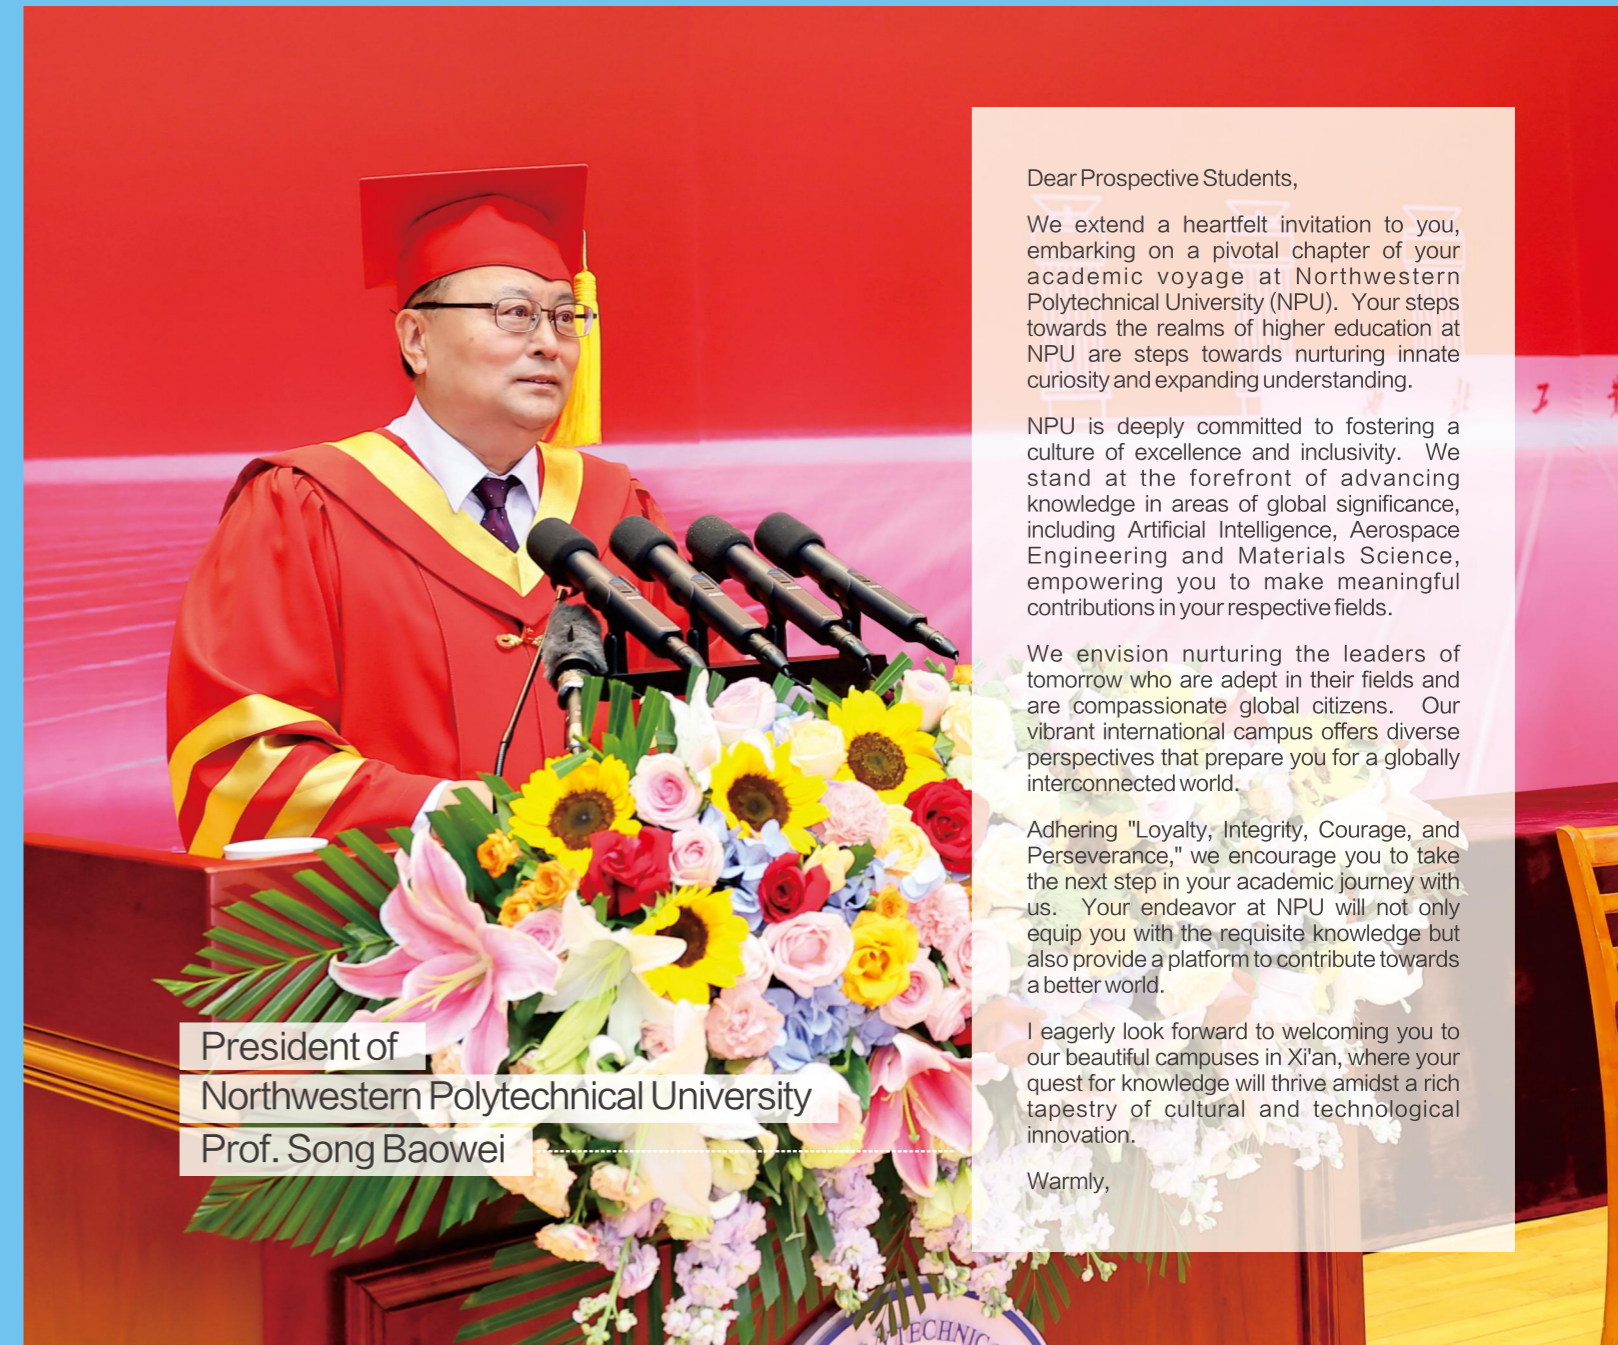 Dear Prospective Students,
We extend a heartfelt invitation to you,
embarking on a pivotal chapter of your
academic voyage at Northwestern
Polytechnical University (NPU). Your steps
towards the realms of higher education at
NPU are steps towards nurturing innate
curiosity and expanding understanding.
NPU is deeply committed to fostering a
culture of excellence and inclusivity. We
stand at the forefront of advancing
knowledge in areas of global significance,
including Artificial Intelligence, Aerospace
Engineering and Materials Science,
empowering you to make meaningful
contributions in your respective fields.
We envision nurturing the leaders of
tomorrow who are adept in their fields and
are compassionate global citizens. Our
vibrant international campus offers diverse
perspectives that prepare you for a globally
interconnected world.
Adhering "Loyalty, Integrity, Courage, and
Perseverance," we encourage you to take
the next step in your academic journey with
us. Your endeavor at NPU will not only
equip you with the requisite knowledge but
also provide a platform to contribute towards
a better world.
I eagerly look forward to welcoming you to
our beautiful campuses in Xi'an, where your
quest for knowledge will thrive amidst a rich
tapestry of cultural and technological
innovation.
Warmly,
President of
Northwestern Polytechnical University
Prof. Song Baowei
工